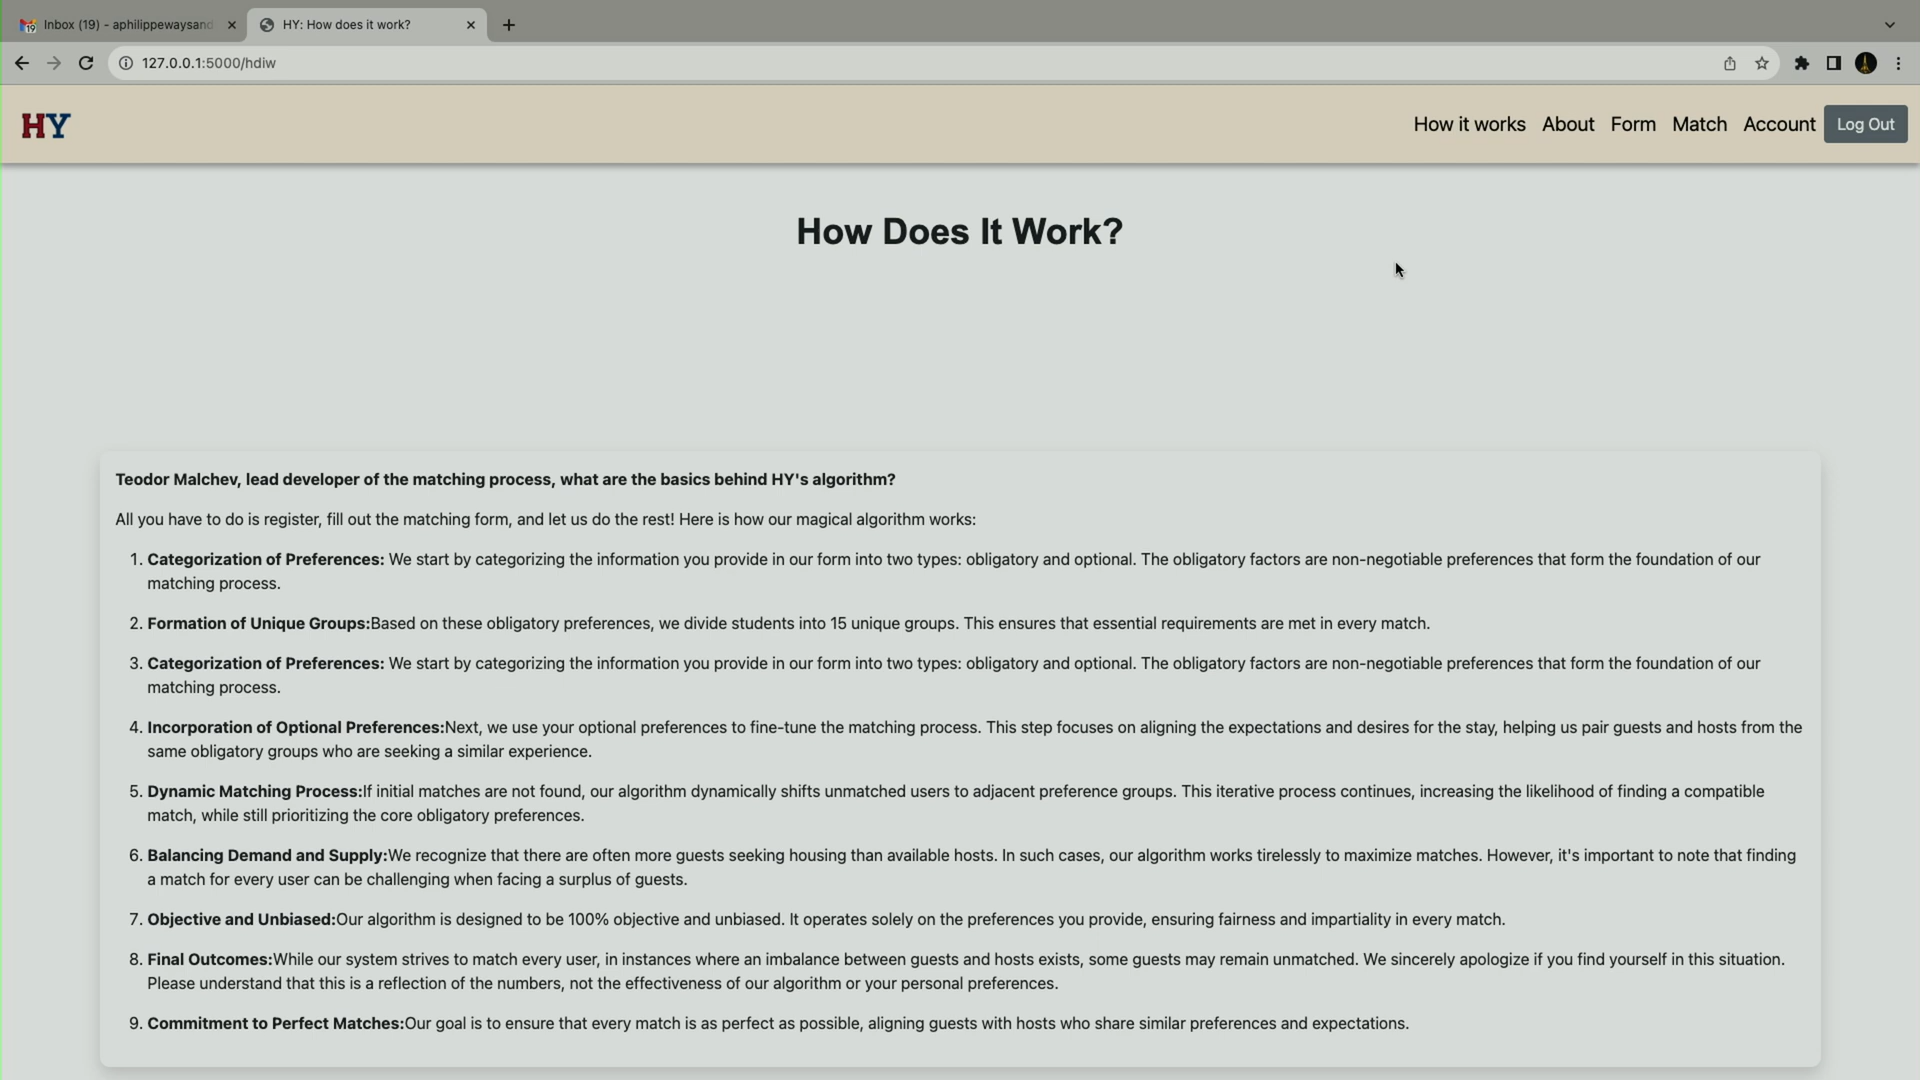 Inbox (19) - aphilippewaysand
HY: How does it work?
127.0.0.1:5000/hdiw
HY
How it works
About
Form
Match
Account
Log Out
How Does It Work?
Teodor Malchev, lead developer of the matching process, what are the basics behind HY's algorithm?
All you have to do is register, fill out the matching form, and let us do the rest! Here is how our magical algorithm works:
1. Categorization of Preferences: We start by categorizing the information you provide in our form into two types: obligatory and optional. The obligatory factors are non-negotiable preferences that form the foundation of our
matching process.
2. Formation of Unique Groups:Based on these obligatory preferences, we divide students into 15 unique groups. This ensures that essential requirements are met in every match.
3. Categorization of Preferences: We start by categorizing the information you provide in our form into two types: obligatory and optional. The obligatory factors are non-negotiable preferences that form the foundation of our
matching process.
4. Incorporation of Optional Preferences:Next, we use your optional preferences to fine-tune the matching process. This step focuses on aligning the expectations and desires for the stay, helping us pair guests and hosts from the
same obligatory groups who are seeking a similar experience.
5. Dynamic Matching Process:If initial matches are not found, our algorithm dynamically shifts unmatched users to adjacent preference groups. This iterative process continues, increasing the likelihood of finding a compatible
match, while still prioritizing the core obligatory preferences.
6. Balancing Demand and Supply:We recognize that there are often more guests seeking housing than available hosts. In such cases, our algorithm works tirelessly to maximize matches. However, it's important to note that finding
a match for every user can be challenging when facing a surplus of guests.
7. Objective and Unbiased:Our algorithm is designed to be 100% objective and unbiased. It operates solely on the preferences you provide, ensuring fairness and impartiality in every match.
8. Final Outcomes:While our system strives to match every user, in instances where an imbalance between guests and hosts exists, some guests may remain unmatched. We sincerely apologize if you find yourself in this situation.
Please understand that this is a reflection of the numbers, not the effectiveness of our algorithm or your personal preferences.
9. Commitment to Perfect Matches:Our goal is to ensure that every match is as perfect as possible, aligning guests with hosts who share similar preferences and expectations.